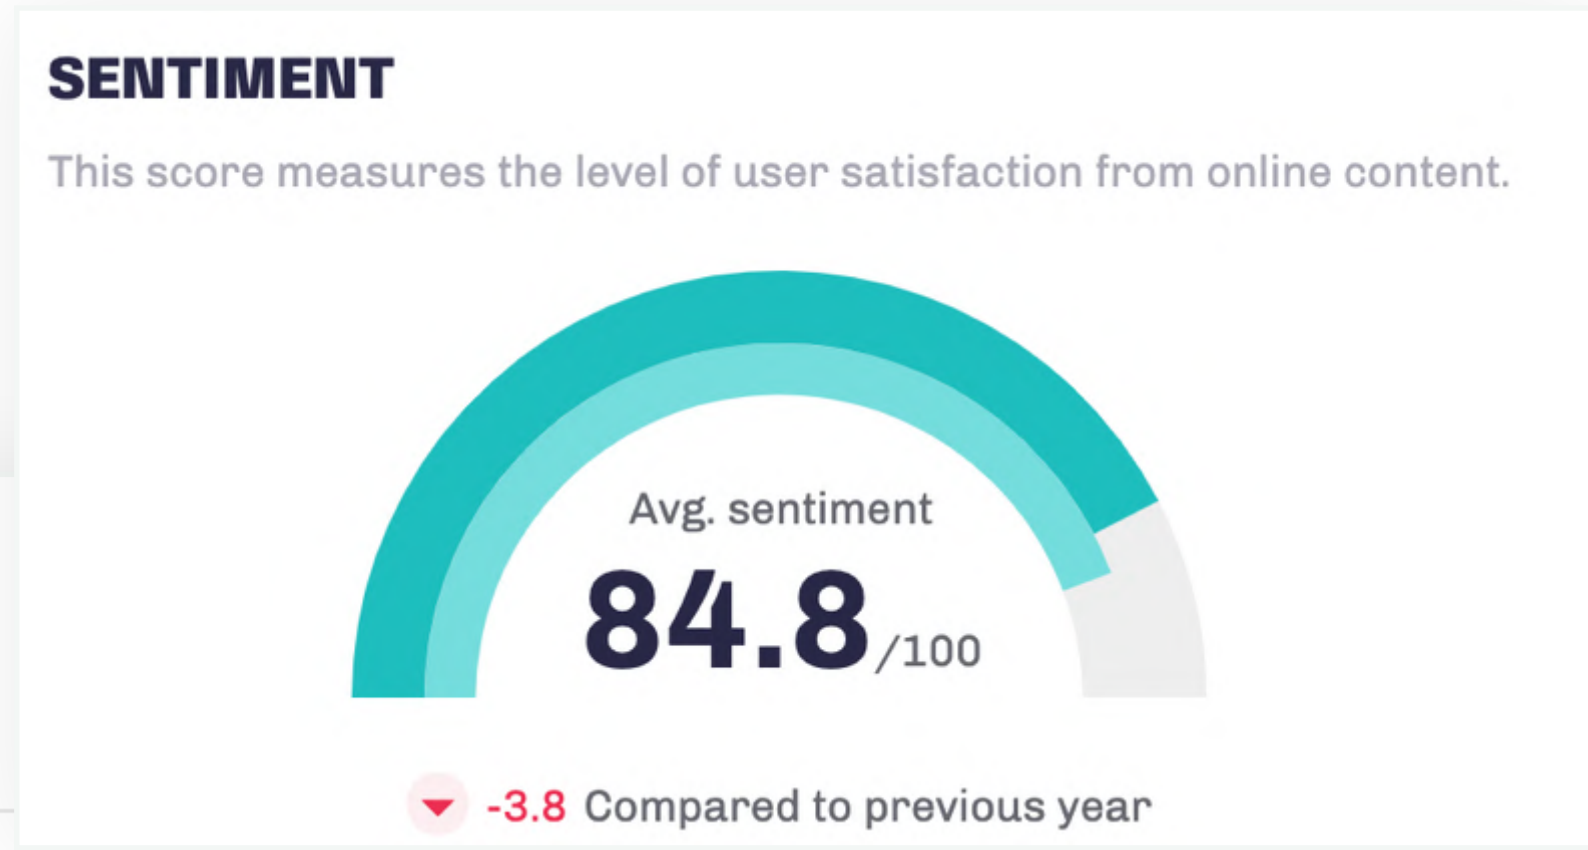 SENTIMENT
This score measures the level of user satisfaction from online content.
Avg. sentiment
84.8/100
-3.8 Compared to previous year